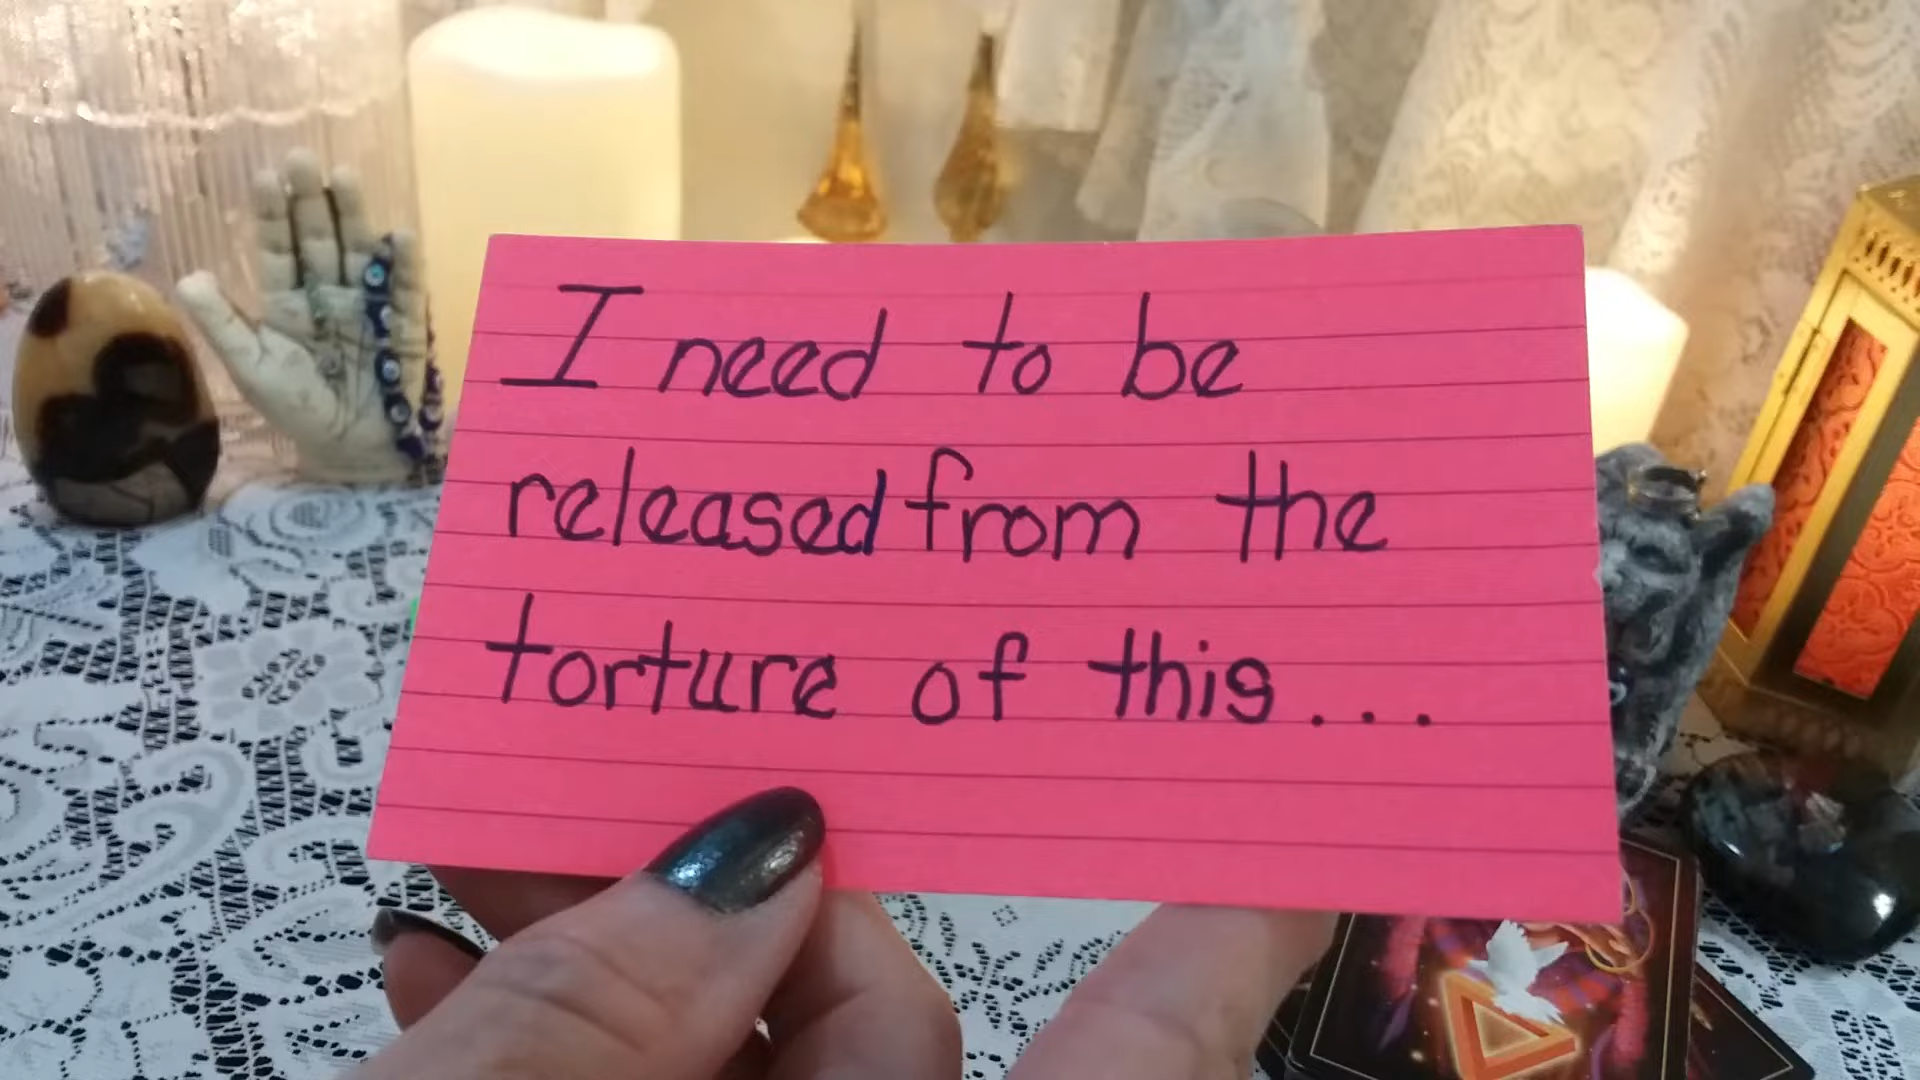 I need to be
released from the
torture of this...